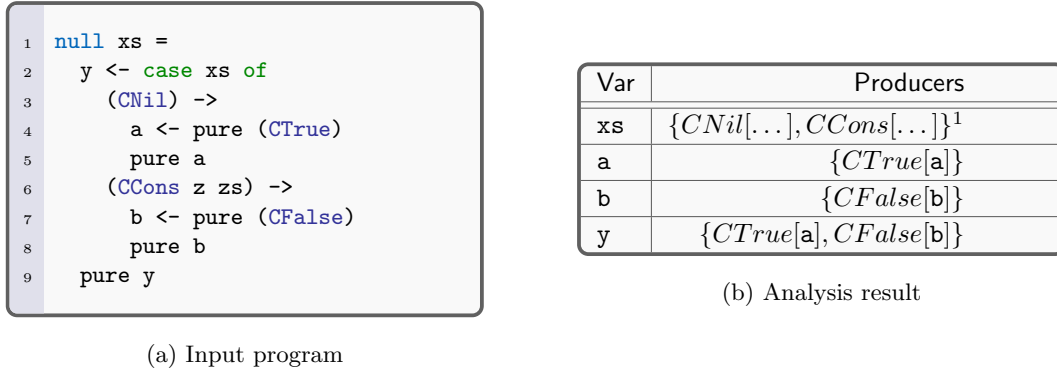 1 null xs =
2 y <- case xs of
3 (CNil) ->
4 a <- pure (CTrue)
5 pure a
6 (CCons z zs) ->
7 b <- pure (CFalse)
8 pure b
9 pure y
(a) Input program
Var Producers
xs {CNil[...], CCons[...]}¹
a {CTrue[a]}
b {CFalse[b]}
y {CTrue[a], CFalse[b]}
(b) Analysis result